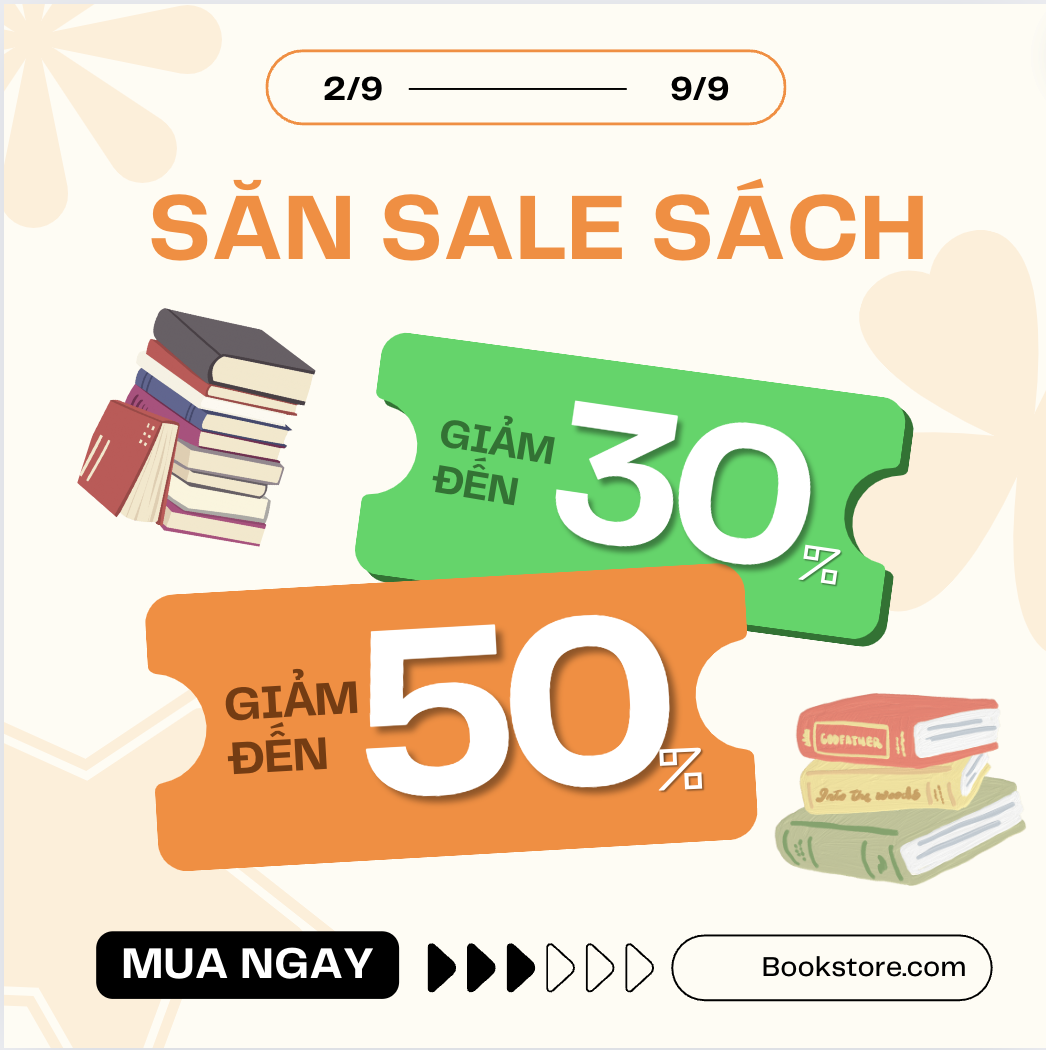 2/9 9/9
SĂN SALE SÁCH
GIẢM
ĐẾN
30%
GIẢM
ĐẾN
50%
GODFATHER
Into the woods
MUA NGAY
Bookstore.com